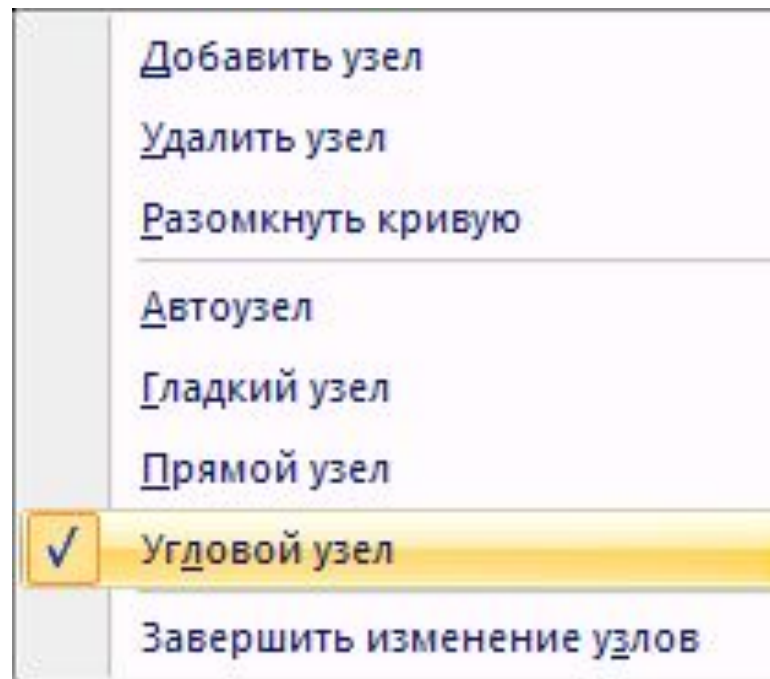 Добавить узел
Удалить узел
Разомкнуть кривую
Автоузел
Гладкий узел
Прямой узел
Угловой узел
Завершить изменение узлов